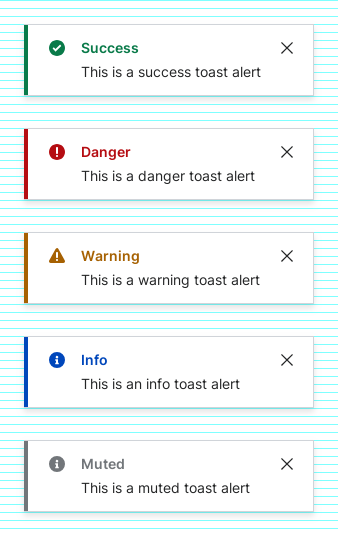 Success
This is a success toast alert
Danger
This is a danger toast alert
Warning
This is a warning toast alert
Info
This is an info toast alert
Muted
This is a muted toast alert